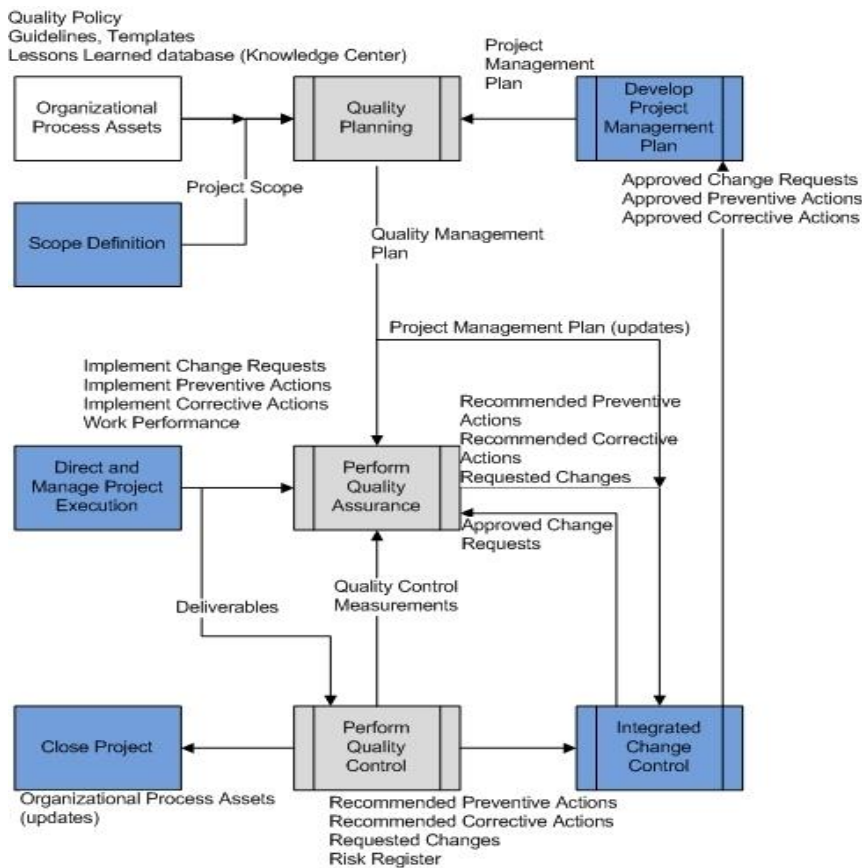 Quality Policy
Guidelines, Templates
Lessons Learned database (Knowledge Center)
Project
Management
Plan
Organizational
Process Assets
Quality
Planning
Develop
Project
Management
Plan
Project Scope
Approved Change Requests
Approved Preventive Actions
Approved Corrective Actions
Scope Definition
Quality Management
Plan
Project Management Plan (updates)
Implement Change Requests
Implement Preventive Actions
Implement Corrective Actions
Work Performance
Recommended Preventive
Actions
Recommended Corrective
Actions
Requested Changes
Direct and
Manage Project
Execution
Perform
Quality
Assurance
Approved Change
Requests
Deliverables
Quality Control
Measurements
Close Project
Perform
Quality
Control
Integrated
Change
Control
Organizational Process Assets
(updates)
Recommended Preventive Actions
Recommended Corrective Actions
Requested Changes
Risk Register